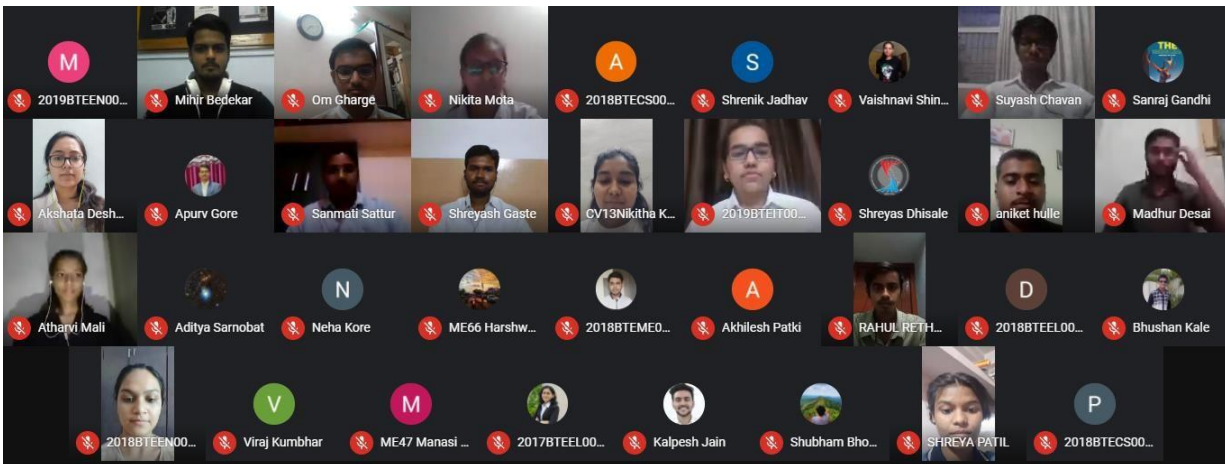 M
2019BTEEN00...
Mihir Bedekar
Om Gharge
Nikita Mota
A
2018BTECS00...
S
Shrenik Jadhav
Vaishnavi Shin...
Suyash Chavan
THE
Sanraj Gandhi
Akshata Desh...
Apurv Gore
Sanmati Sattur
Shreyash Gaste
CV13Nikitha K...
2019BTEIT00...
Shreyas Dhisale
aniket hulle
Madhur Desai
Atharvi Mali
Aditya Sarnobat
N
Neha Kore
ME66 Harshw...
2018BTEME0...
A
Akhilesh Patki
RAHUL RETH...
D
2018BTEEL00...
Bhushan Kale
2018BTEEN00...
V
Viraj Kumbhar
M
ME47 Manasi ...
2017BTEEL00...
Kalpesh Jain
Shubham Bho...
SHREYA PATIL
P
2018BTECS00...